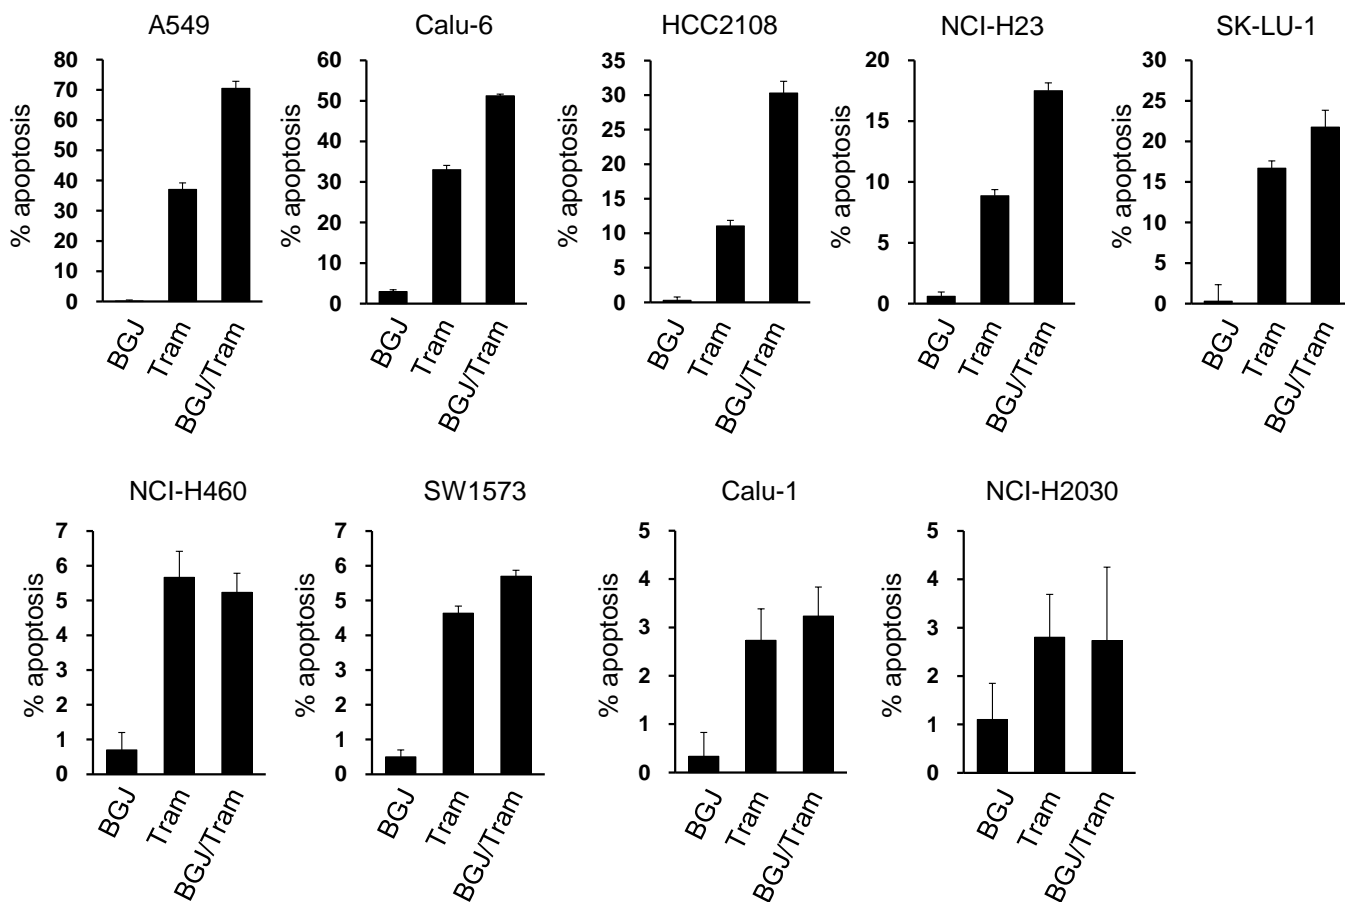 A549
Calu-6
HCC2108
NCI-H23
SK-LU-1
% apoptosis
80
70
60
50
40
30
20
10
0
BGJ
Tram
BGJ/Tram
% apoptosis
60
50
40
30
20
10
0
BGJ
Tram
BGJ/Tram
% apoptosis
35
30
25
20
15
10
5
0
BGJ
Tram
BGJ/Tram
% apoptosis
20
15
10
5
0
BGJ
Tram
BGJ/Tram
% apoptosis
30
25
20
15
10
5
0
BGJ
Tram
BGJ/Tram
NCI-H460
SW1573
Calu-1
NCI-H2030
% apoptosis
7
6
5
4
3
2
1
0
BGJ
Tram
BGJ/Tram
% apoptosis
7
6
5
4
3
2
1
0
BGJ
Tram
BGJ/Tram
% apoptosis
5
4
3
2
1
0
BGJ
Tram
BGJ/Tram
% apoptosis
5
4
3
2
1
0
BGJ
Tram
BGJ/Tram